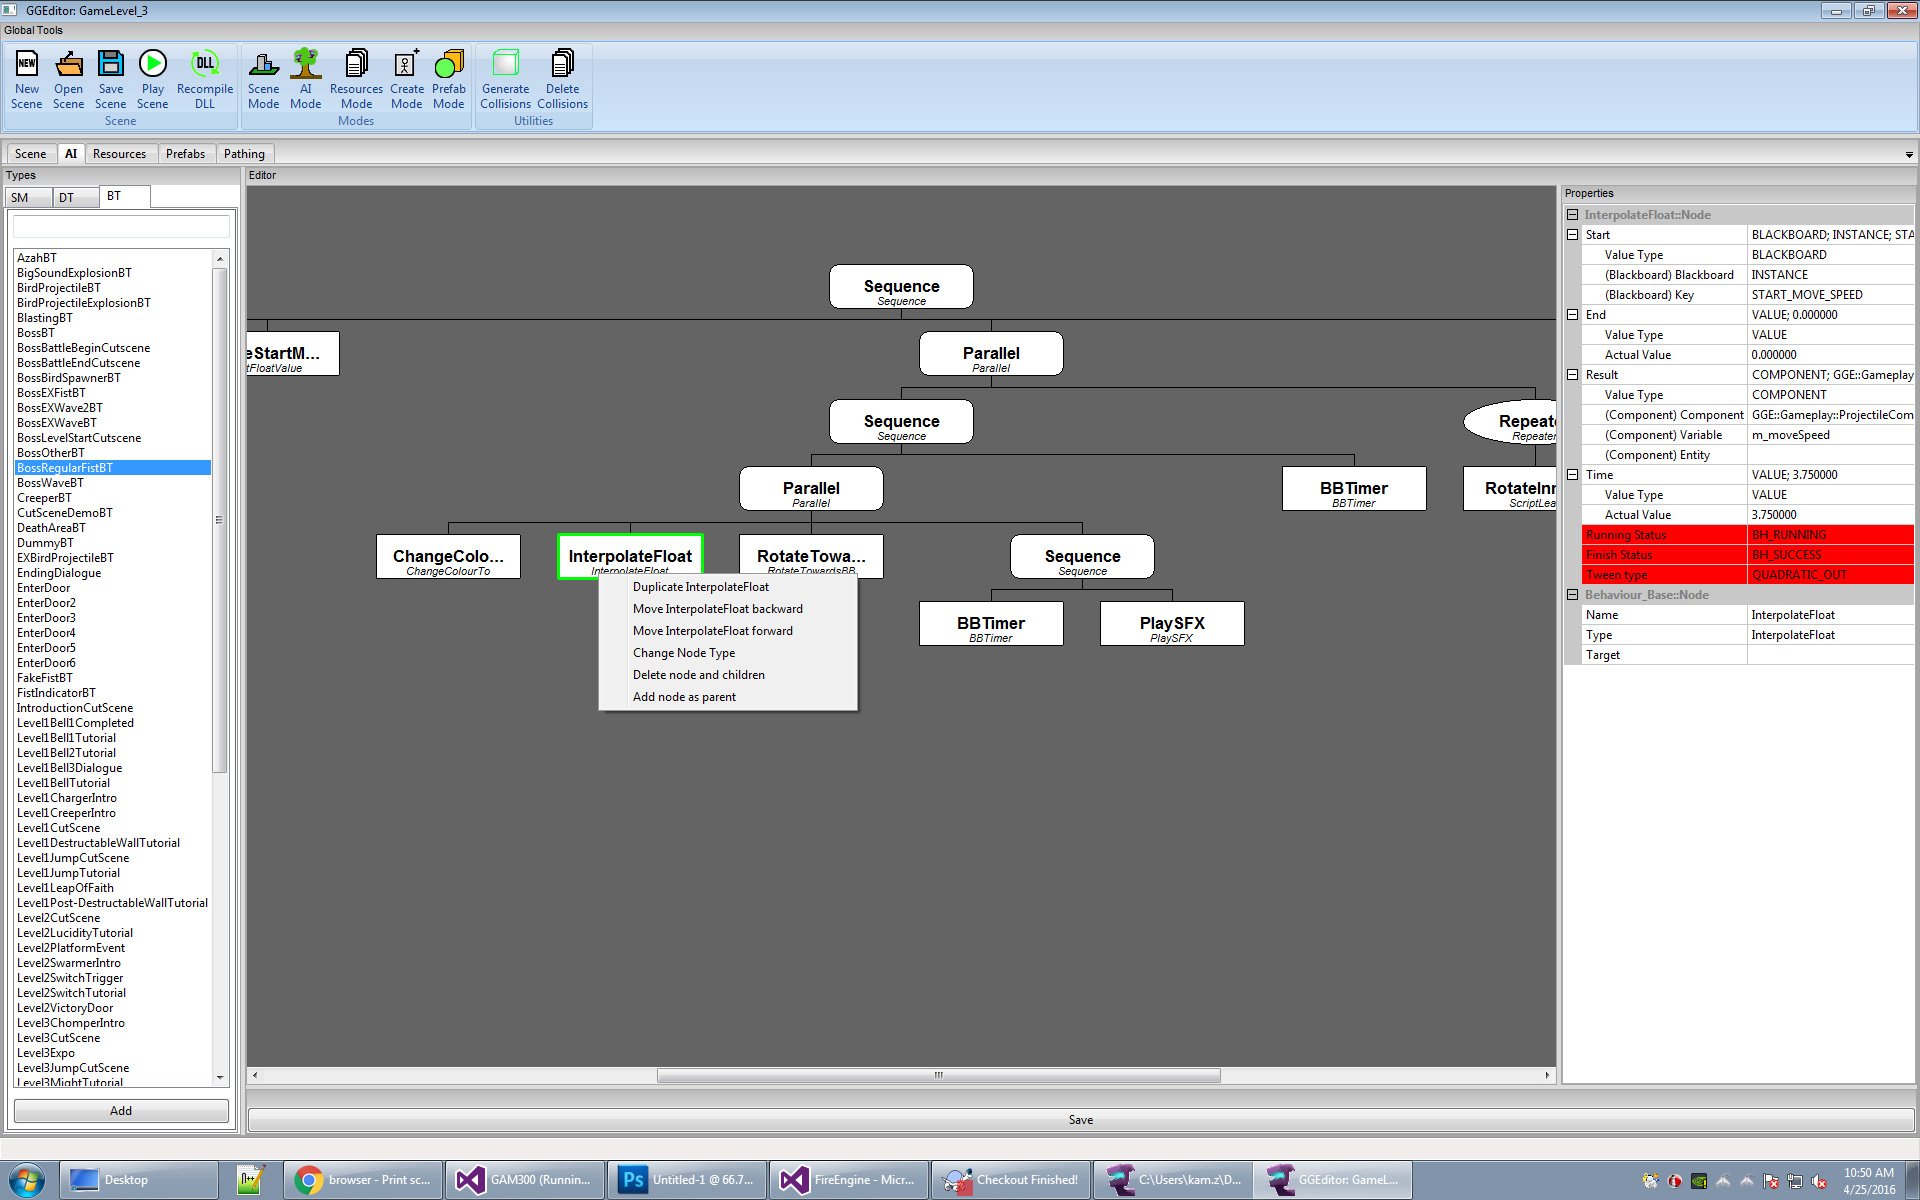 GGEditor: GameLevel_3
Global Tools
NEW
New Scene
Open Scene
Save Scene
Play Scene
DLL
Recompile DLL
Scene
Scene Mode
AI Mode
Resources Mode
Create Mode
Prefab Mode
Modes
Generate Collisions
Delete Collisions
Utilities
Scene AI Resources Prefabs Pathing
Types
SM DT BT
AzahBT
BigSoundExplosionBT
BirdProjectileBT
BirdProjectileExplosionBT
BlastingBT
BossBT
BossBattleBeginCutscene
BossBattleEndCutscene
BossBirdSpawnerBT
BossEXFistBT
BossEXWave2BT
BossEXWaveBT
BossLevelStartCutscene
BossOtherBT
BossRegularFistBT
BossWaveBT
CreeperBT
CutSceneDemoBT
DeathAreaBT
DummyBT
EXBirdProjectileBT
EndingDialogue
EnterDoor
EnterDoor2
EnterDoor3
EnterDoor4
EnterDoor5
EnterDoor6
FakeFistBT
FistIndicatorBT
IntroductionCutScene
Level1Bell1Completed
Level1Bell1Tutorial
Level1Bell2Tutorial
Level1Bell3Dialogue
Level1BellTutorial
Level1ChargerIntro
Level1CreeperIntro
Level1CutScene
Level1DestructableWallTutorial
Level1JumpCutScene
Level1JumpTutorial
Level1LeapOfFaith
Level1Post-DestructableWallTutorial
Level2CutScene
Level2LucidityTutorial
Level2PlatformEvent
Level2SwarmerIntro
Level2SwitchTrigger
Level2SwitchTutorial
Level2VictoryDoor
Level3ChomperIntro
Level3CutScene
Level3Expo
Level3JumpCutScene
Level3MightTutorial
Add
Editor
Sequence
Sequence
eStartM...
tFloatValue
Parallel
Parallel
Sequence
Sequence
Repeate
Repeater
Parallel
Parallel
BBTimer
BBTimer
RotateInn
ScriptLea
ChangeColo...
ChangeColourTo
InterpolateFloat
InterpolateFloat
RotateTowa...
RotateTowardsBB
Sequence
Sequence
BBTimer
BBTimer
PlaySFX
PlaySFX
Duplicate InterpolateFloat
Move InterpolateFloat backward
Move InterpolateFloat forward
Change Node Type
Delete node and children
Add node as parent
Save
Properties
InterpolateFloat::Node
Start BLACKBOARD; INSTANCE; STA
Value Type BLACKBOARD
(Blackboard) Blackboard INSTANCE
(Blackboard) Key START_MOVE_SPEED
End VALUE; 0.000000
Value Type VALUE
Actual Value 0.000000
Result COMPONENT; GGE::Gameplay
Value Type COMPONENT
(Component) Component GGE::Gameplay::ProjectileCom
(Component) Variable m_moveSpeed
(Component) Entity
Time VALUE; 3.750000
Value Type VALUE
Actual Value 3.750000
Running Status BH_RUNNING
Finish Status BH_SUCCESS
Tween type QUADRATIC_OUT
Behaviour_Base::Node
Name InterpolateFloat
Type InterpolateFloat
Target
Desktop
browser - Print sc...
GAM300 (Runnin...
Ps
Untitled-1 @ 66.7...
FireEngine - Micr...
Checkout Finished!
C:\Users\kam.z\D...
GGEditor: GameL...
10:50 AM
4/25/2016